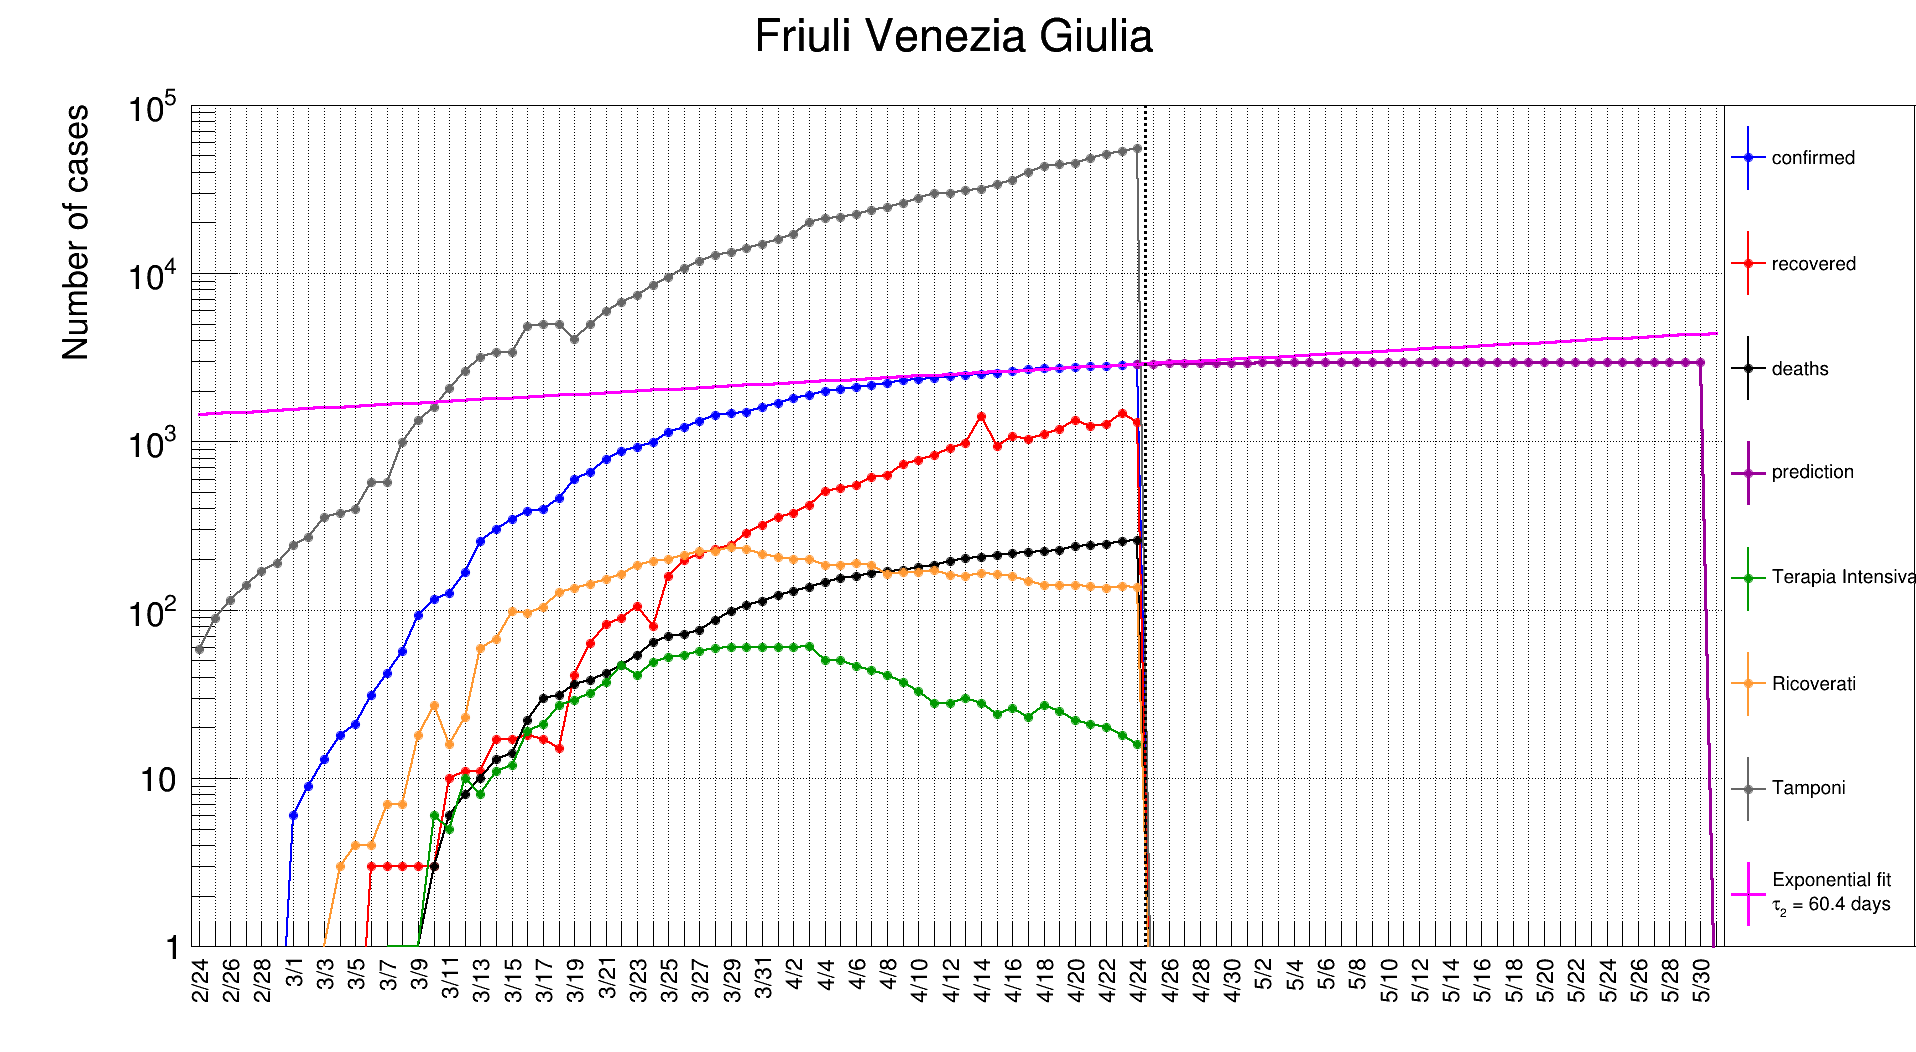 Friuli Venezia Giulia
Number of cases
10^5
10^4
10^3
10^2
10
1
2/24 2/26 2/28 3/1 3/3 3/5 3/7 3/9 3/11 3/13 3/15 3/17 3/19 3/21 3/23 3/25 3/27 3/29 3/31 4/2 4/4 4/6 4/8 4/10 4/12 4/14 4/16 4/18 4/20 4/22 4/24 4/26 4/28 4/30 5/2 5/4 5/6 5/8 5/10 5/12 5/14 5/16 5/18 5/20 5/22 5/24 5/26 5/28 5/30
confirmed
recovered
deaths
prediction
Terapia Intensiva
Ricoverati
Tamponi
Exponential fit
τ₂ = 60.4 days